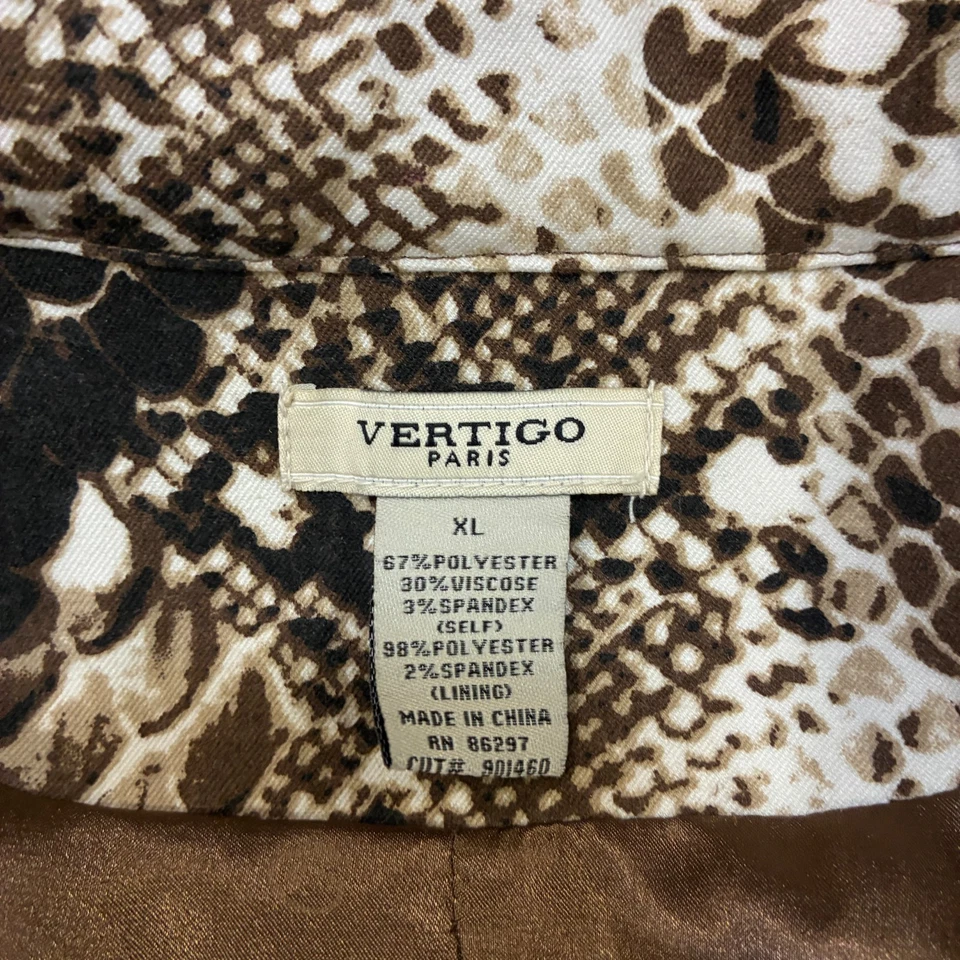 VERTIGO
PARIS
XL
67%POLYESTER
30%VISCOSE
3%SPANDEX
(SELF)
98%POLYESTER
2%SPANDEX
(LINING)
MADE IN CHINA
RN 86297
CUT# 901460